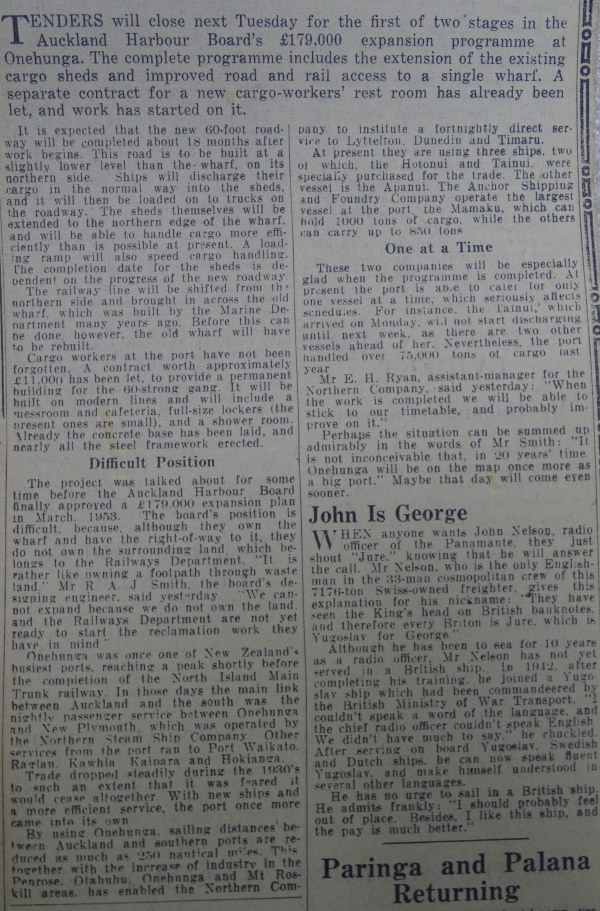 TENDERS will close next Tuesday for the first of two stages in the
Auckland Harbour Board's £179,000 expansion programme at
Onehunga. The complete programme includes the extension of the existing
cargo sheds and improved road and rail access to a single wharf. A
separate contract for a new cargo-workers' rest room has already been
let, and work has started on it.
It is expected that the new 60-foot road-
way will be completed about 18 months after
work begins. This road is to be built at a
slightly lower level than the wharf, on its
northern side. Ships will discharge their
cargo in the normal way into the sheds,
and it will then be loaded on to trucks on
the roadway. The sheds themselves will be
extended to the northern edge of the wharf,
and will be able to handle cargo more effi-
ciently than is possible at present. A load-
ing ramp will also speed cargo handling.
The completion date for the sheds is de-
pendent on the progress of the new roadway.
The railway line will be shifted from the
northern side and brought in across the old
wharf, which was built by the Marine De-
partment many years ago. Before this can
be done, however, the old wharf will have
to be rebuilt.
Cargo workers at the port have not been
forgotten. A contract worth approximately
£11,000 has been let, to provide a permanent
building for the 60-strong gang. It will be
built on modern lines and will include a
messroom and cafeteria, full-size lockers (the
present ones are small), and a shower room.
Already the concrete base has been laid, and
nearly all the steel framework erected.
Difficult Position
The project was talked about for some
time before the Auckland Harbour Board
finally approved a £179,000 expansion plan
in March, 1953. The board's position is
difficult, because, although they own the
wharf and have the right-of-way to it, they
do not own the surrounding land, which be-
longs to the Railways Department. "It is
rather like owning a footpath through waste
land," Mr R. A. J. Smith, the board's de-
signing engineer, said yesterday. "We can-
not expand because we do not own the land,
and the Railways Department are not yet
ready to start the reclamation work they
have in mind"
Onehunga was once one of New Zealand's
busiest ports, reaching a peak shortly before
the completion of the North Island Main
Trunk railway. In those days the main link
between Auckland and the south was the
nightly passenger service between Onehunga
and New Plymouth, which was operated by
the Northern Steam Ship Company. Other
services from the port ran to Port Waikato,
Raglan, Kawhia Kaipara and Hokianga.
Trade dropped steadily during the 1930's
to such an extent that it was feared it
would cease altogether. With new ships and
a more efficient service, the port once more
came into its own
By using Onehunga, sailing distances be-
tween Auckland and southern ports are re-
duced as much as 250 nautical miles. This
together with the increase of industry in the
Penrose, Otahuhu, Onehunga and Mt Ros-
kill areas, has enabled the Northern Com-
pany to institute a fortnightly direct ser-
vice to Lyttelton, Dunedin and Timaru.
At present they are using three ships, two
of which, the Hotonui and Tainui, were
specially purchased for the trade. The other
vessel is the Apanui. The Anchor Shipping
and Foundry Company operate the largest
vessel at the port, the Mamaku, which can
hold 1000 tons of cargo, while the others
can carry up to 850 tons
One at a Time
These two companies will be especially
glad when the programme is completed. At
present the port is able to cater for only
one vessel at a time, which seriously affects
schedules. For instance, the Tainui, which
arrived on Monday, will not start discharging
until next week, as there are two other
vessels ahead of her. Nevertheless, the port
handled over 75,000 tons of cargo last
year
Mr E. H. Ryan, assistant-manager for the
Northern Company, said yesterday: "When
the work is completed we will be able to
stick to our timetable, and probably im-
prove on it."
Perhaps the situation can be summed up
admirably in the words of Mr Smith: "It
is not inconceivable that, in 20 years' time,
Onehunga will be on the map once more as
a big port." Maybe that day will come even
sooner.
John Is George
WHEN anyone wants John Nelson, radio
officer of the Panamante, they just
shout "Jure," knowing that he will answer
the call. Mr Nelson, who is the only English-
man in the 33-man cosmopolitan crew of this
7176-ton Swiss-owned freighter, gives this
explanation for his nickname: "They have
seen the King's head on British banknotes,
and therefore every Briton is Jure, which is
Yugoslav for George."
Although he has been to sea for 10 years
as a radio officer, Mr Nelson has not yet
served in a British ship. In 1942, after
completing his training, he joined a Yugo-
slav ship which had been commandeered by
the British Ministry of War Transport. "I
couldn't speak a word of the language, and
the chief radio officer couldn't speak English
We didn't have much to say," he chuckled.
After serving on board Yugoslav, Swedish
and Dutch ships, he can now speak fluent
Yugoslav, and make himself understood in
several other languages.
He has no urge to sail in a British ship.
He admits frankly: "I should probably feel
out of place. Besides, I like this ship, and
the pay is much better."
Paringa and Palana
Returning